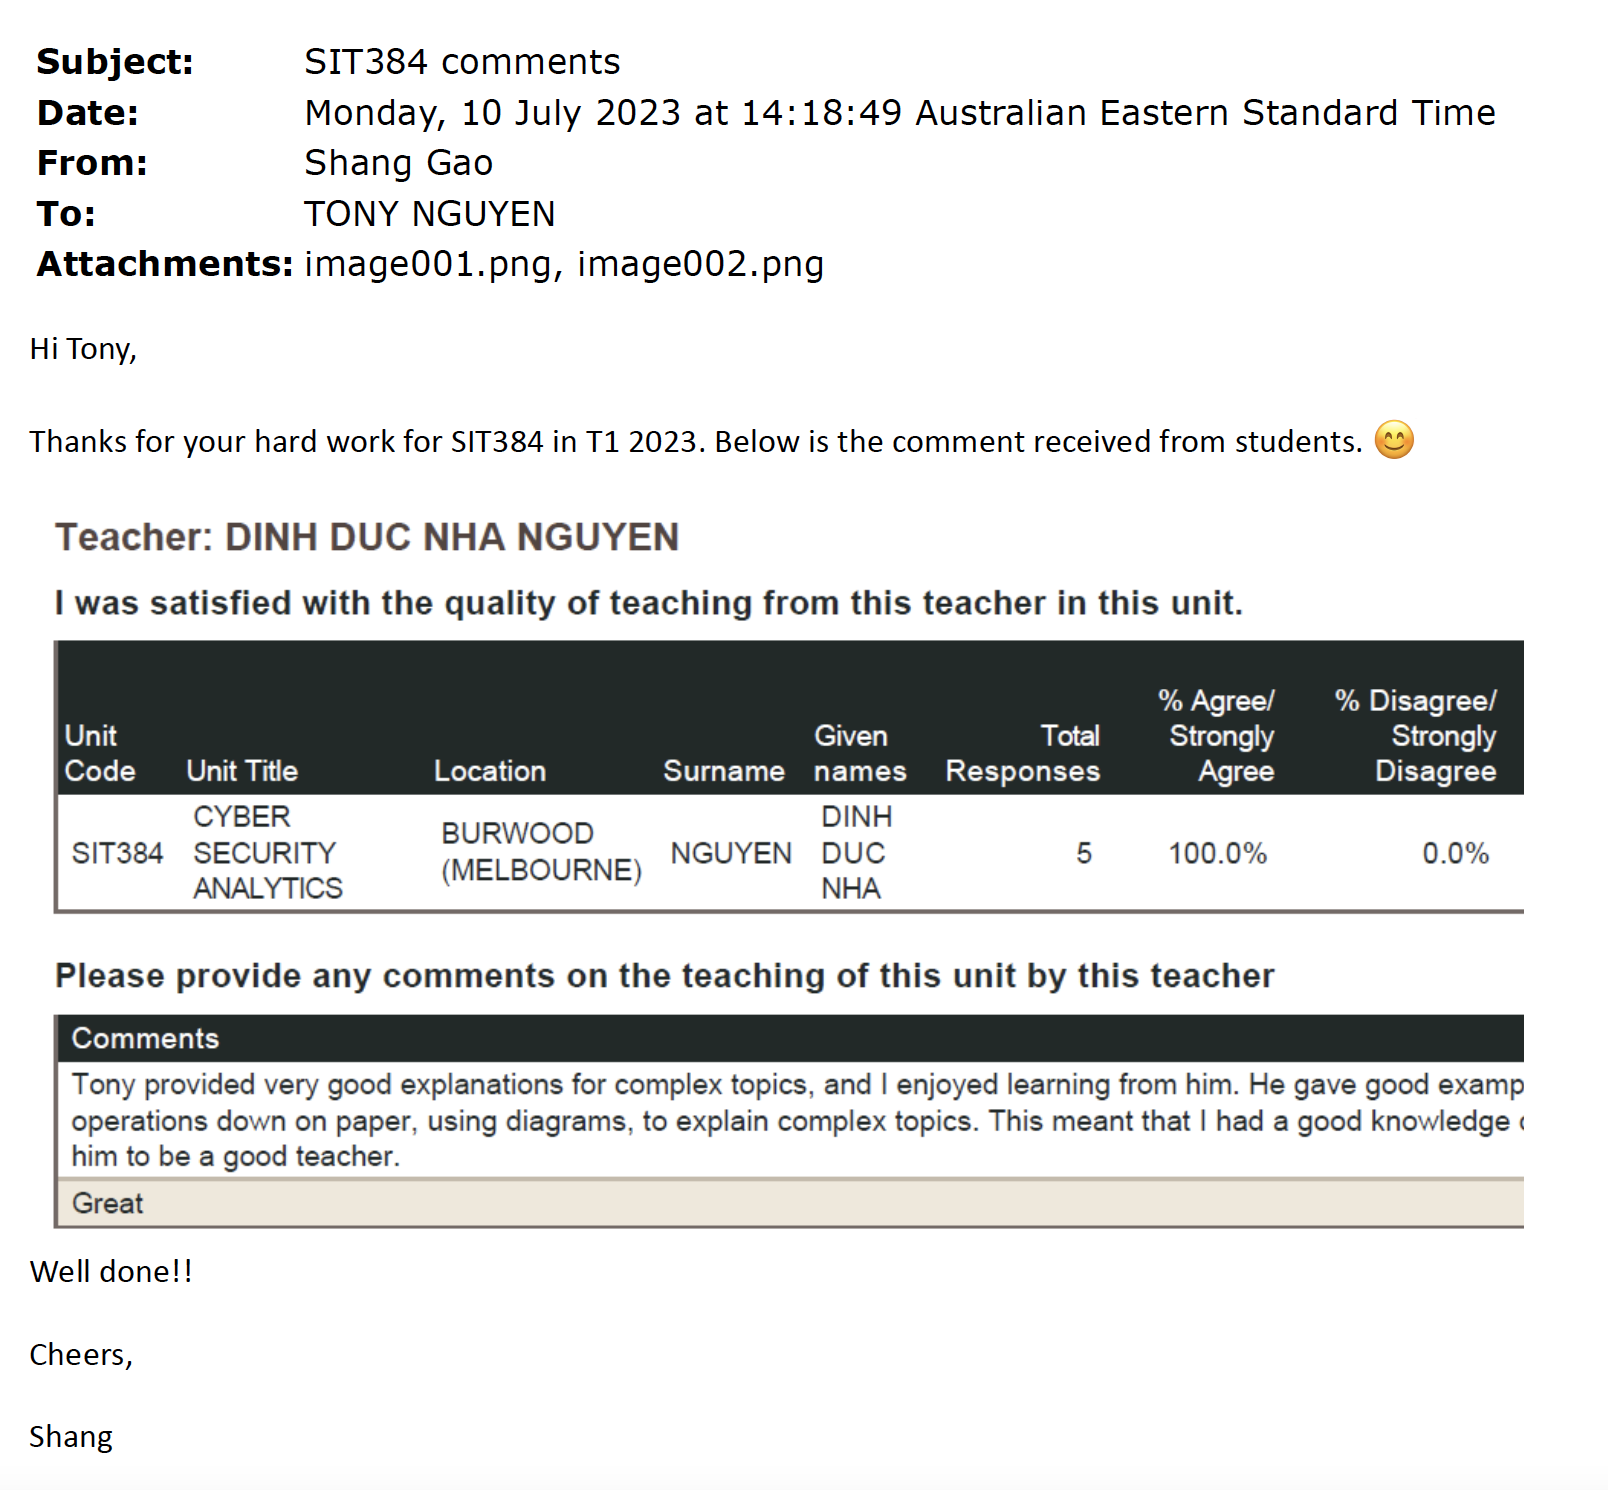 Subject: SIT384 comments
Date: Monday, 10 July 2023 at 14:18:49 Australian Eastern Standard Time
From: Shang Gao
To: TONY NGUYEN
Attachments: image001.png, image002.png
Hi Tony,
Thanks for your hard work for SIT384 in T1 2023. Below is the comment received from students. 😊
Teacher: DINH DUC NHA NGUYEN
I was satisfied with the quality of teaching from this teacher in this unit.
Unit Code Unit Title Location Surname Given names Total Responses % Agree/ Strongly Agree % Disagree/ Strongly Disagree
SIT384 CYBER SECURITY ANALYTICS BURWOOD (MELBOURNE) NGUYEN DINH DUC NHA 5 100.0% 0.0%
Please provide any comments on the teaching of this unit by this teacher
Comments
Tony provided very good explanations for complex topics, and I enjoyed learning from him. He gave good examp
operations down on paper, using diagrams, to explain complex topics. This meant that I had a good knowledge
him to be a good teacher.
Great
Well done!!
Cheers,
Shang